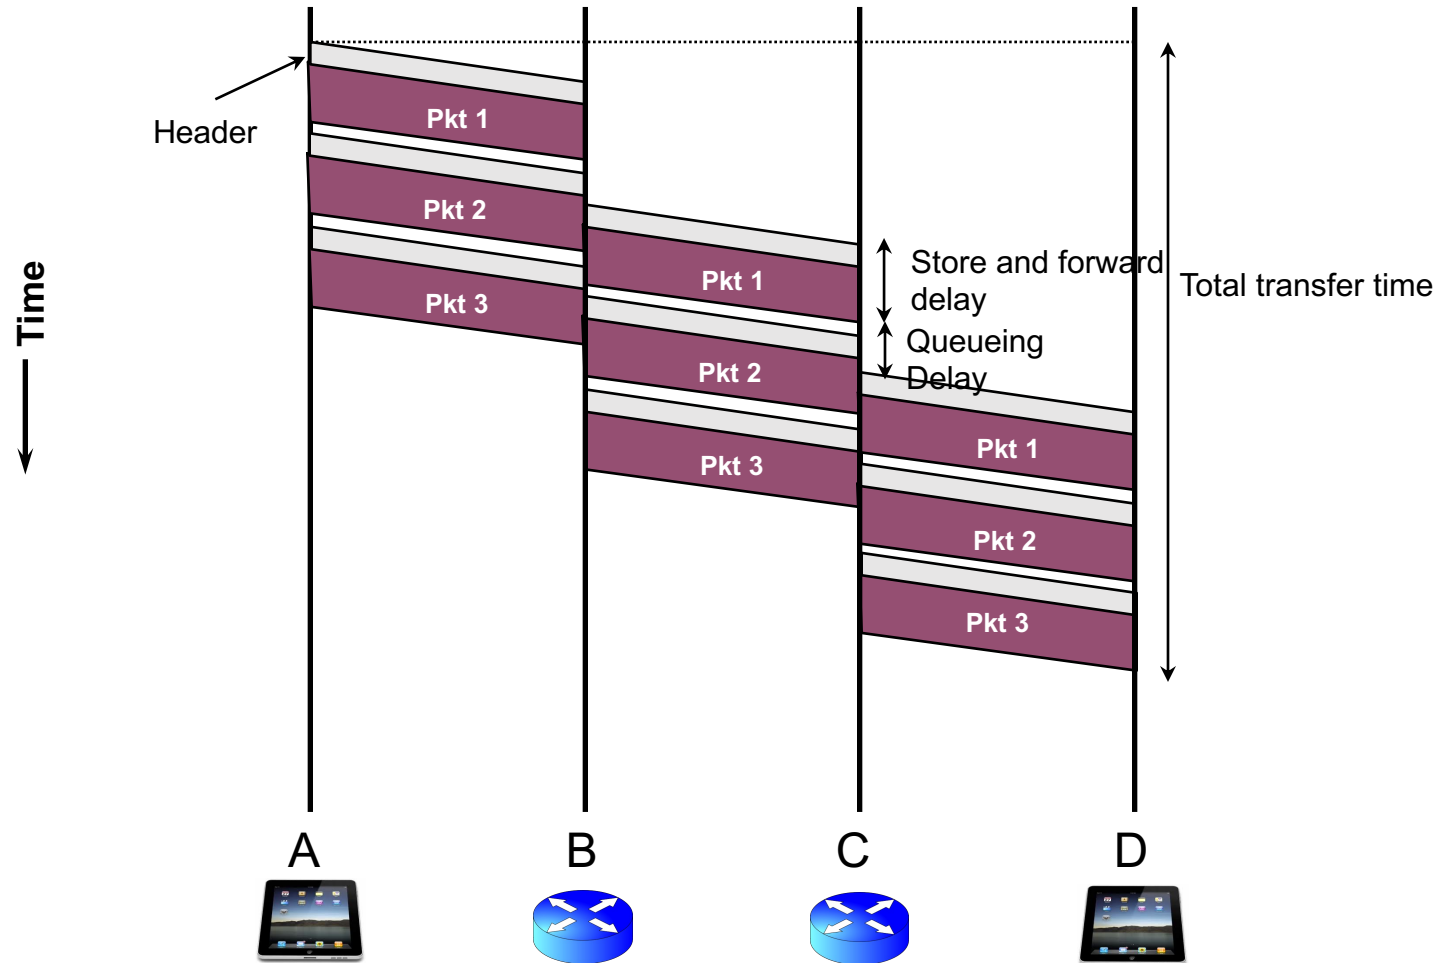 Header
Pkt 1
Pkt 2
Pkt 3
Pkt 1
Pkt 2
Pkt 3
Store and forward
delay
Queueing
Delay
Pkt 1
Pkt 2
Pkt 3
Total transfer time
Time
A
B
C
D